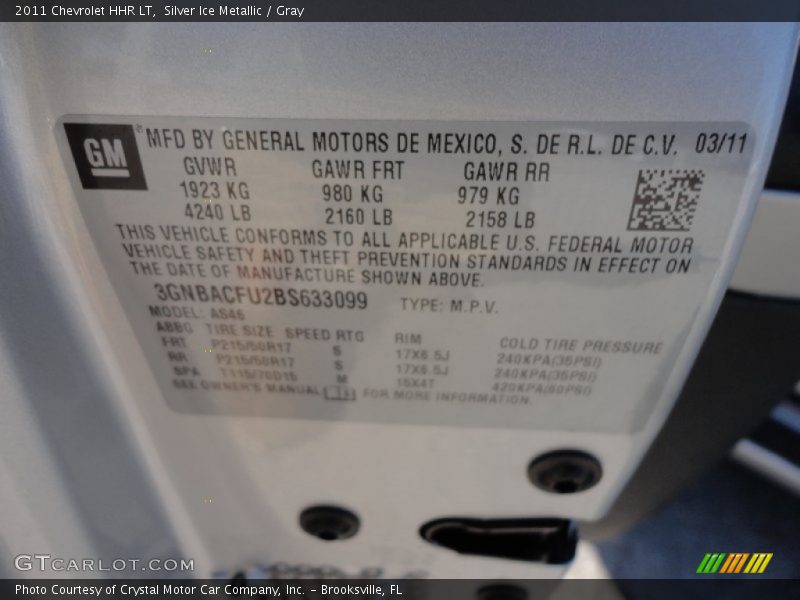 2011 Chevrolet HHR LT, Silver Ice Metallic / Gray
GM® MFD BY GENERAL MOTORS DE MEXICO, S. DE R.L. DE C.V. 03/11
GVWR GAWR FRT GAWR RR
1923 KG 980 KG 979 KG
4240 LB 2160 LB 2158 LB
THIS VEHICLE CONFORMS TO ALL APPLICABLE U.S. FEDERAL MOTOR
VEHICLE SAFETY AND THEFT PREVENTION STANDARDS IN EFFECT ON
THE DATE OF MANUFACTURE SHOWN ABOVE.
3GNBACFU2BS633099 TYPE: M.P.V.
MODEL: AS46
ABBG TIRE SIZE SPEED RTG RIM COLD TIRE PRESSURE
FRT P215/50R17 S 17X6.5J 240KPA(35PSI)
RR P215/50R17 S 17X6.5J 240KPA(35PSI)
SPA T115/70D15 M 15X4T 420KPA(60PSI)
SEE OWNER'S MANUAL FOR MORE INFORMATION.
GTCARLOT.COM
Photo Courtesy of Crystal Motor Car Company, Inc. – Brooksville, FL